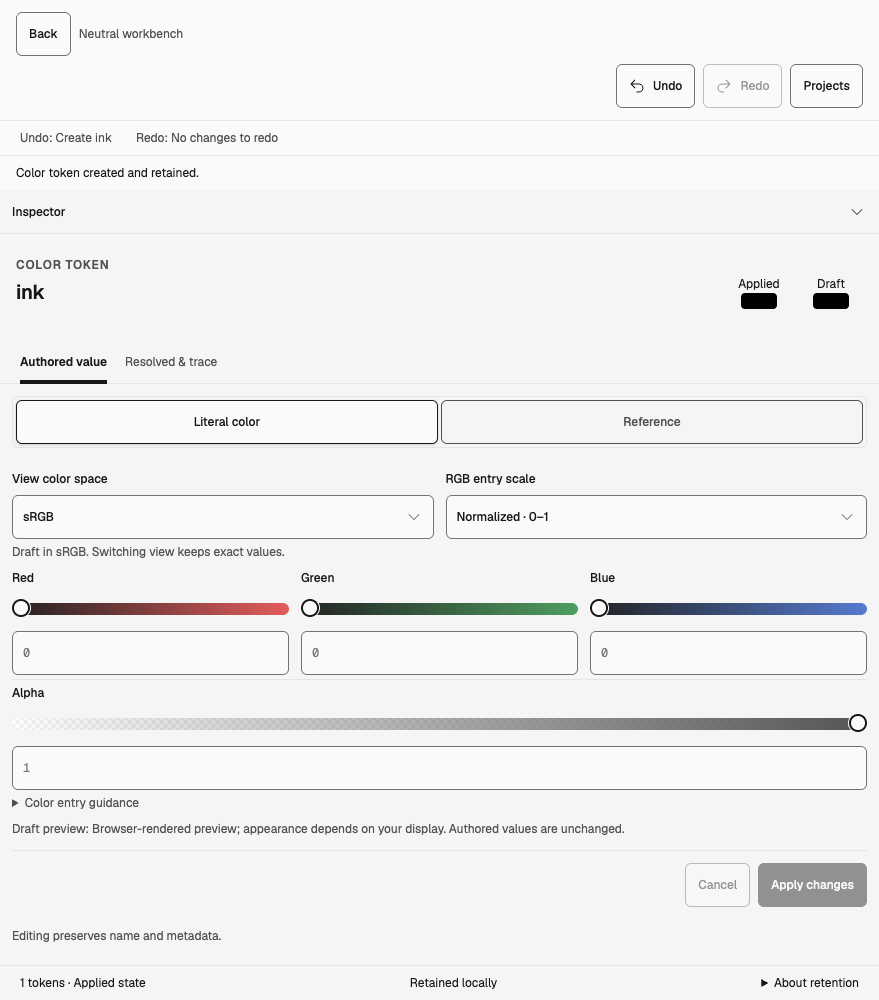 Back Neutral workbench
Undo Redo Projects
Undo: Create ink Redo: No changes to redo
Color token created and retained.
Inspector
COLOR TOKEN
ink
Applied Draft
Authored value Resolved & trace
Literal color Reference
View color space RGB entry scale
sRGB Normalized · 0–1
Draft in sRGB. Switching view keeps exact values.
Red Green Blue
0 0 0
Alpha
1
Color entry guidance
Draft preview: Browser-rendered preview; appearance depends on your display. Authored values are unchanged.
Cancel Apply changes
Editing preserves name and metadata.
1 tokens · Applied state Retained locally About retention